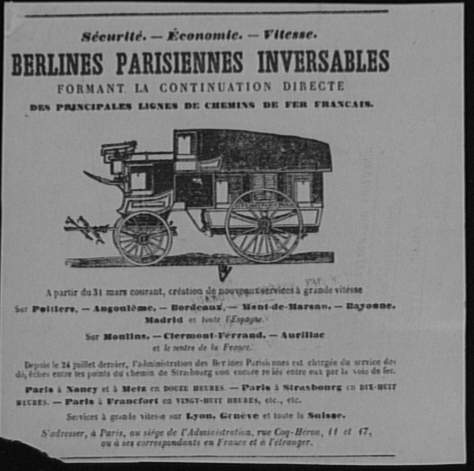 Sécurité. — Économie. — Vitesse.
BERLINES PARISIENNES INVERSABLES
FORMANT LA CONTINUATION DIRECTE
DES PRINCIPALES LIGNES DE CHEMINS DE FER FRANÇAIS.
A partir du 31 mars courant, création de nouveaux services à grande vitesse
Sur Poitiers, — Angoulême, — Bordeaux, — Mont-de-Marsan, — Bayonne,
Madrid et toute l'Espagne.
Sur Moulins, — Clermont-Ferrand, — Aurillac
et le centre de la France.
Depuis le 24 juillet dernier, l'administration des Berlines Parisiennes est chargée du service des
dépêches entre les points du chemin de Strasbourg non encore reliés entre eux par la voie de fer.
Paris à Nancy et à Metz en DOUZE HEURES. — Paris à Strasbourg en DIX-HUIT
HEURES. — Paris à Francfort en VINGT-HUIT HEURES, etc., etc.
Services à grande vitesse sur Lyon, Genève et toute la Suisse.
S'adresser, à Paris, au siège de l'Administration, rue Coq-Héron, 11 et 17,
ou à ses correspondants en France et à l'étranger.